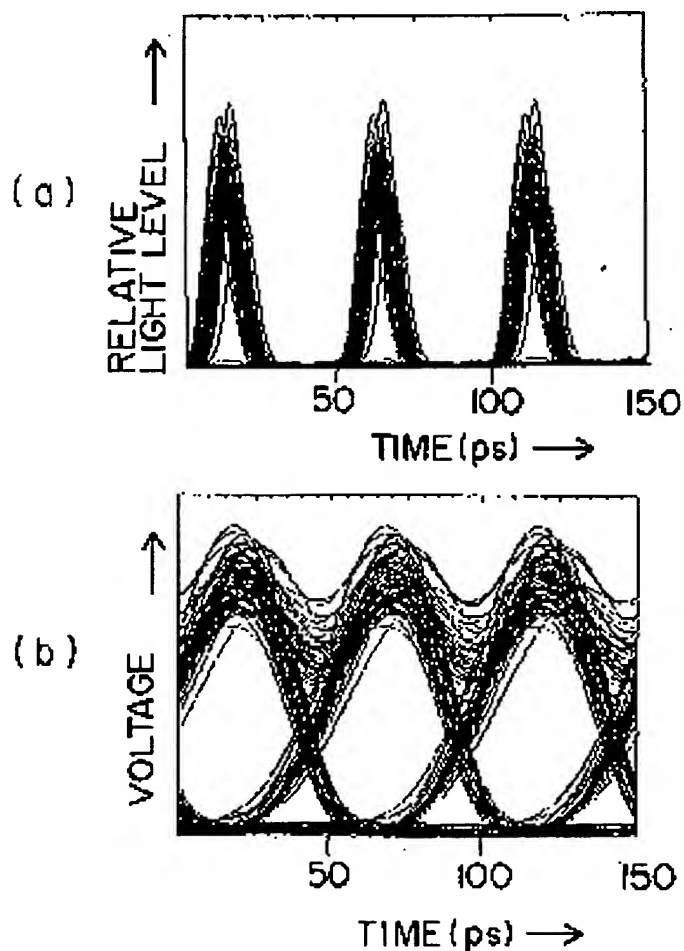 (a)
RELATIVE
LIGHT LEVEL
50 100 150
TIME (ps)
(b)
VOLTAGE
50 100 150
TIME (ps)